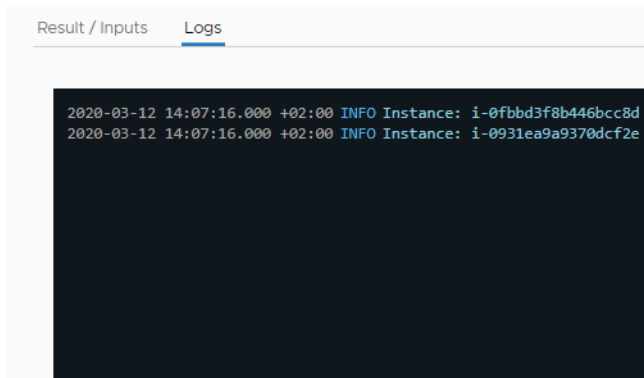 Result / Inputs Logs
2020-03-12 14:07:16.000 +02:00 INFO Instance: i-0fbbd3f8b446bcc8d
2020-03-12 14:07:16.000 +02:00 INFO Instance: i-0931ea9a9370dcf2e